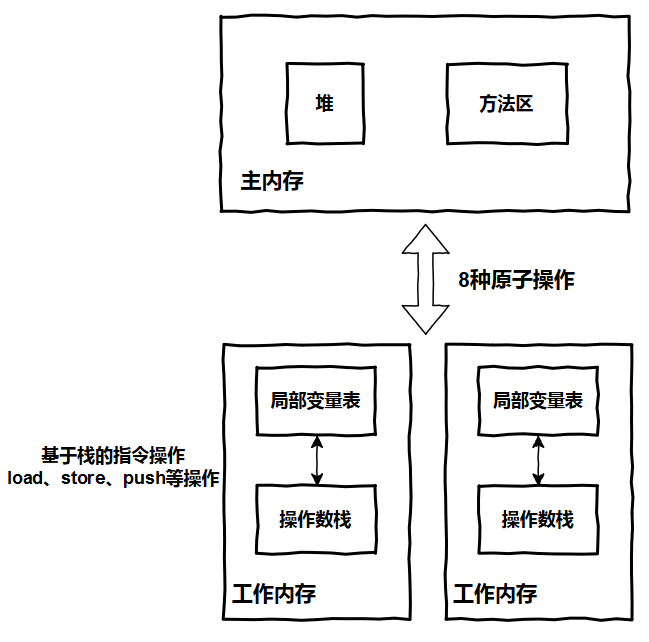 堆
方法区
主内存
8种原子操作
局部变量表
局部变量表
基于栈的指令操作
load、store、push等操作
操作数栈
操作数栈
工作内存
工作内存